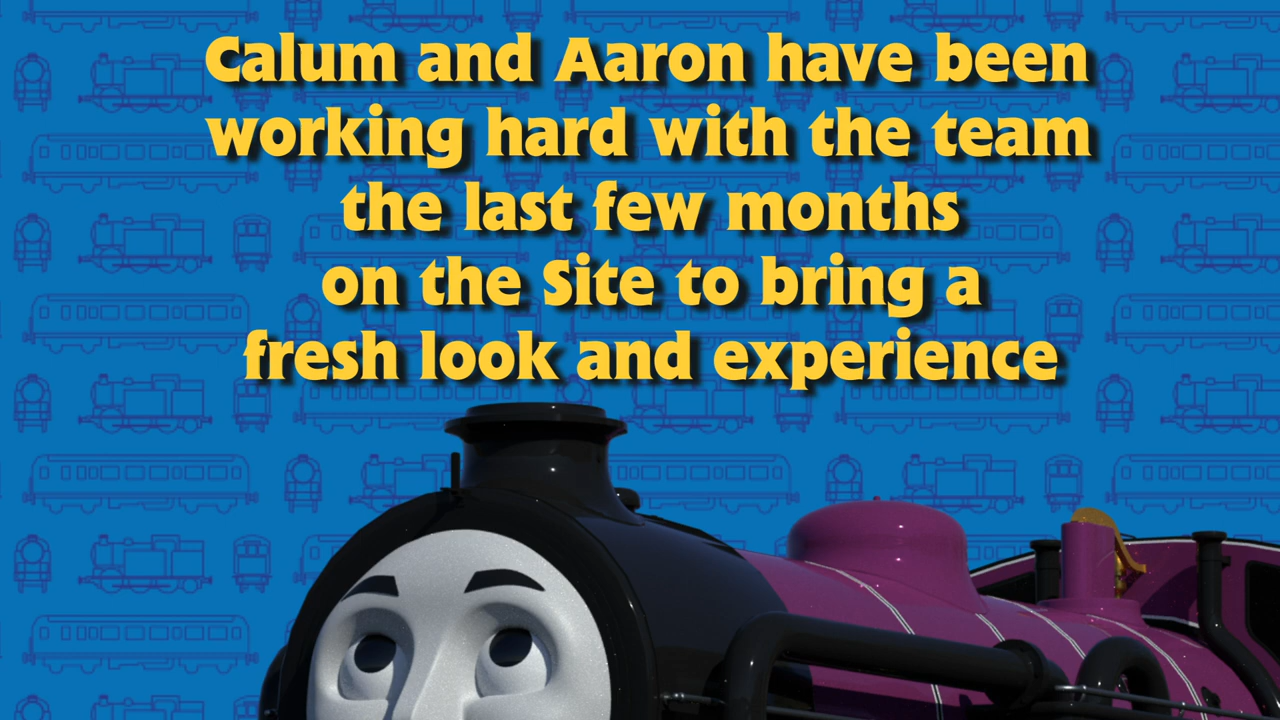 Calum and Aaron have been
working hard with the team
the last few months
on the Site to bring a
fresh look and experience